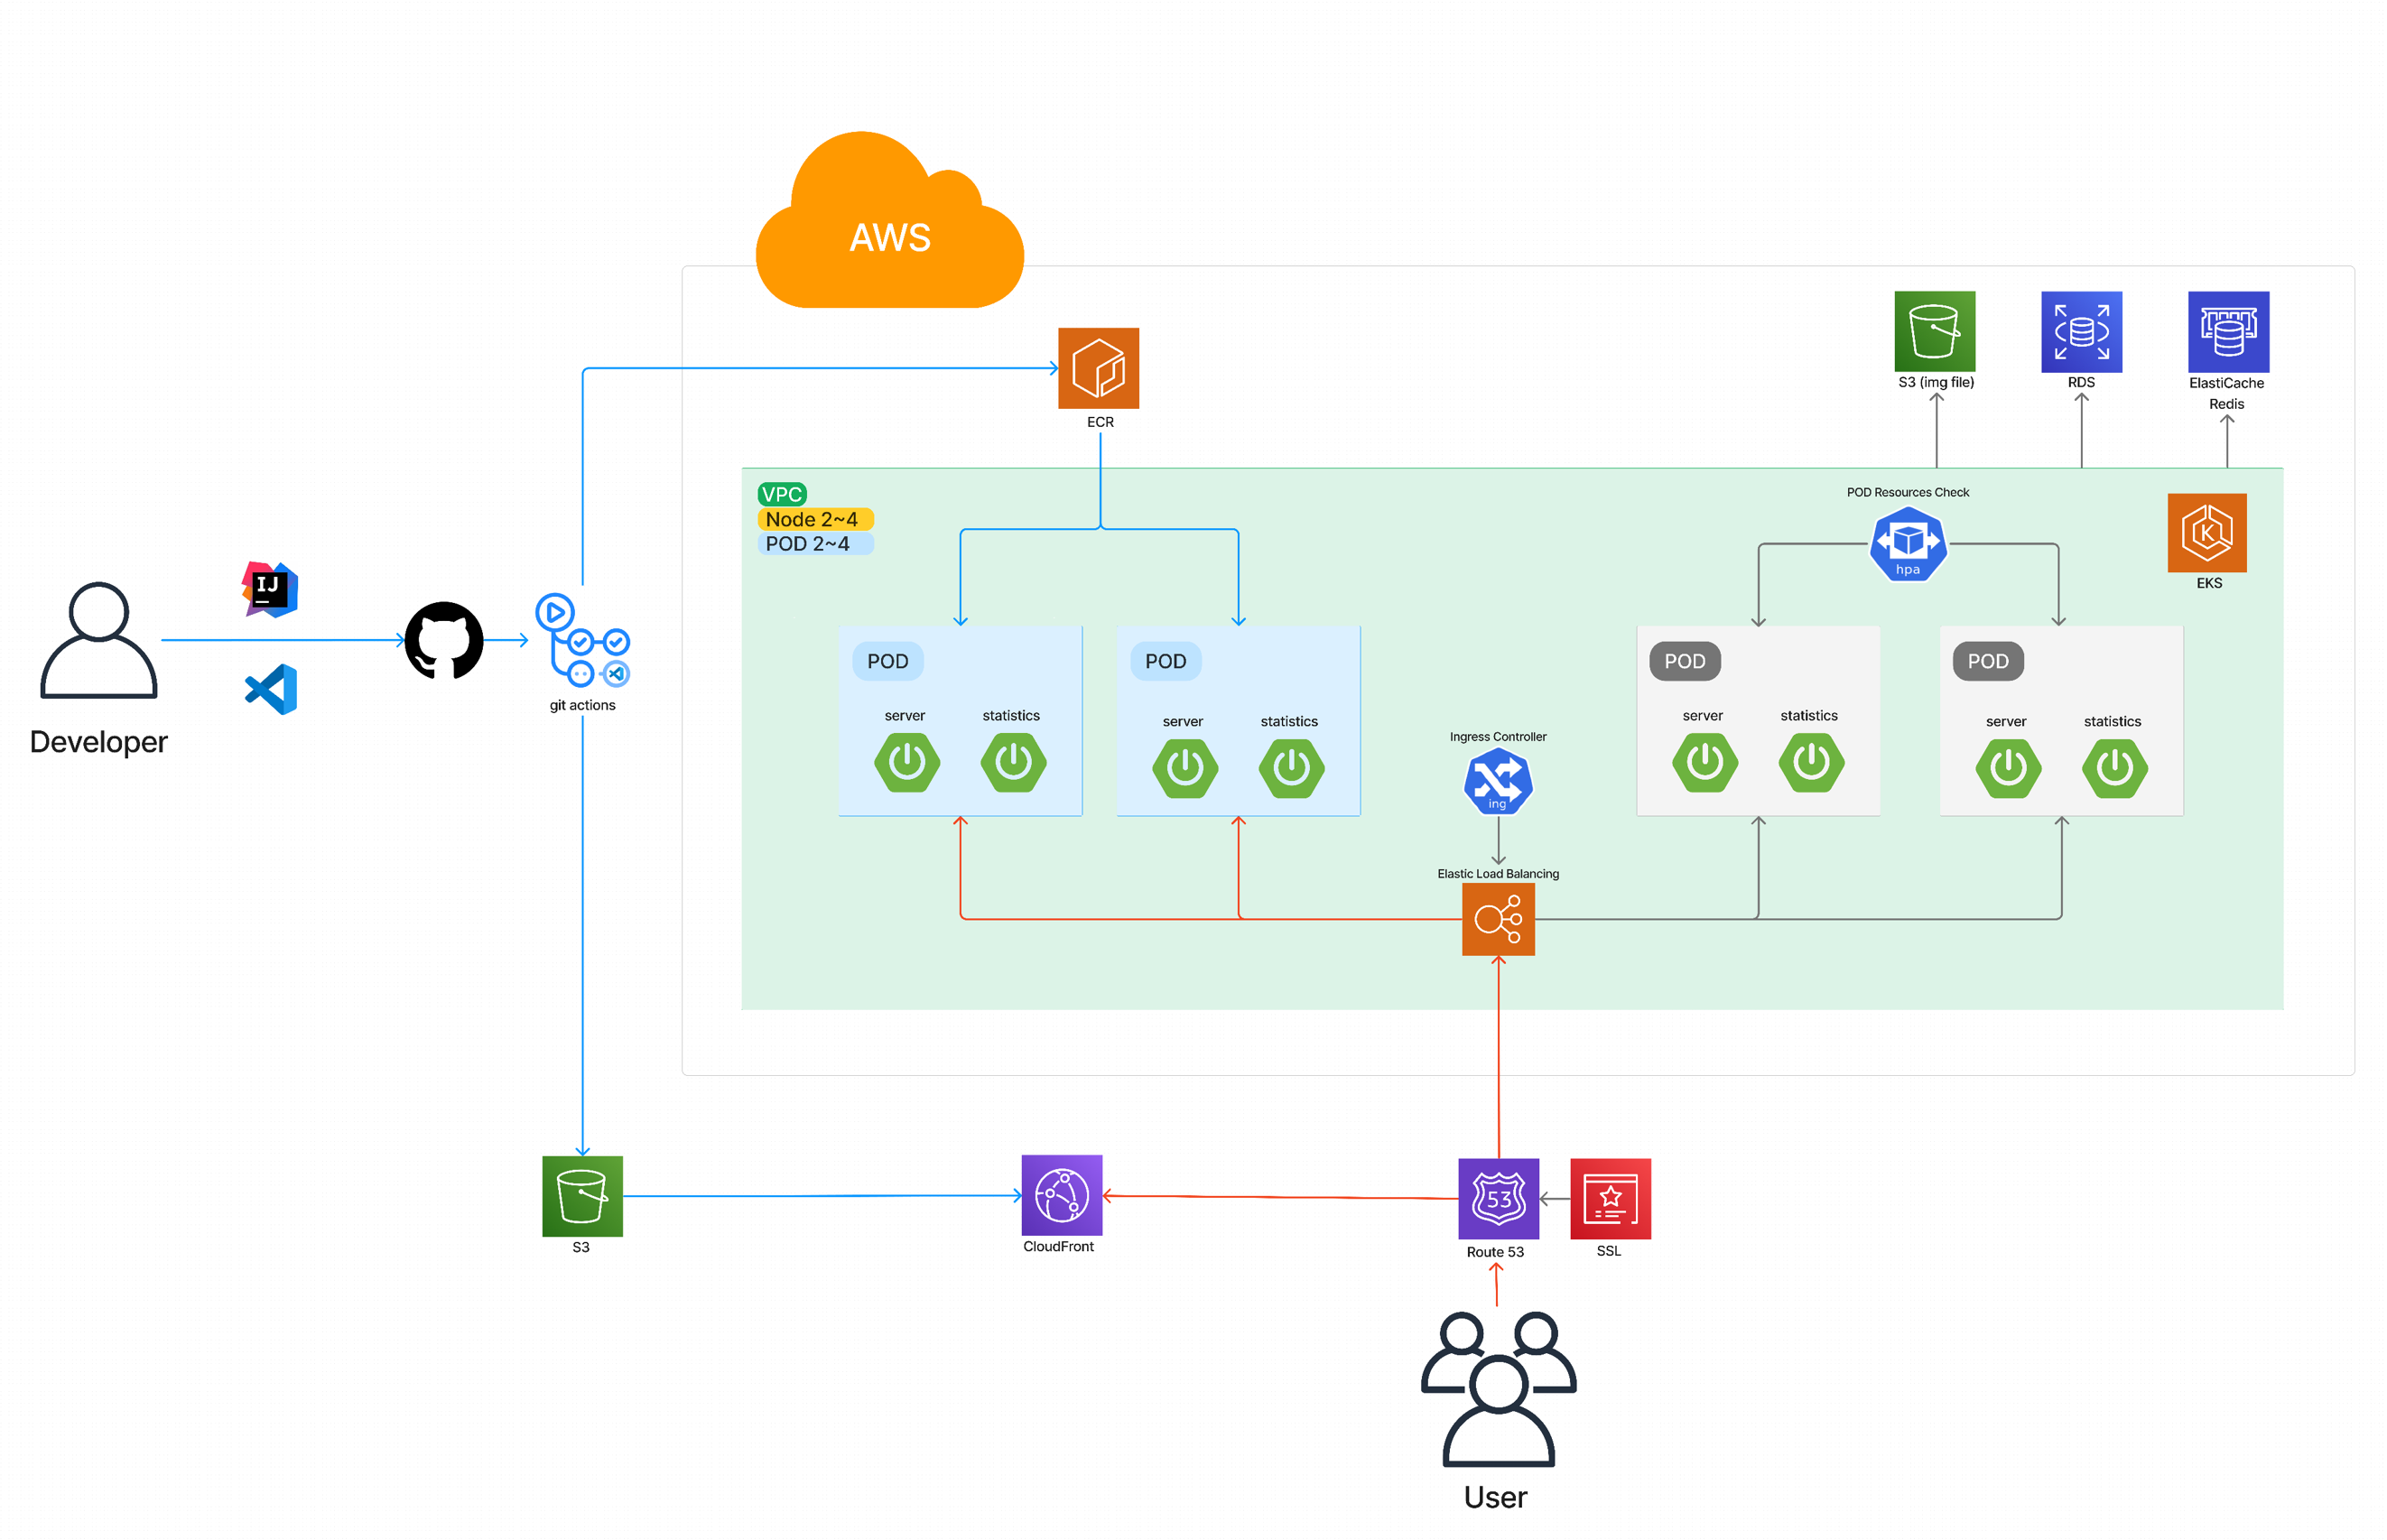 AWS
ECR
S3 (img file)
RDS
ElastiCache
Redis
VPC
Node 2~4
POD 2~4
POD Resources Check
hpa
K
EKS
IJ
git actions
Developer
POD
server
statistics
POD
server
statistics
Ingress Controller
ing
Elastic Load Balancing
POD
server
statistics
POD
server
statistics
S3
CloudFront
53
Route 53
SSL
User